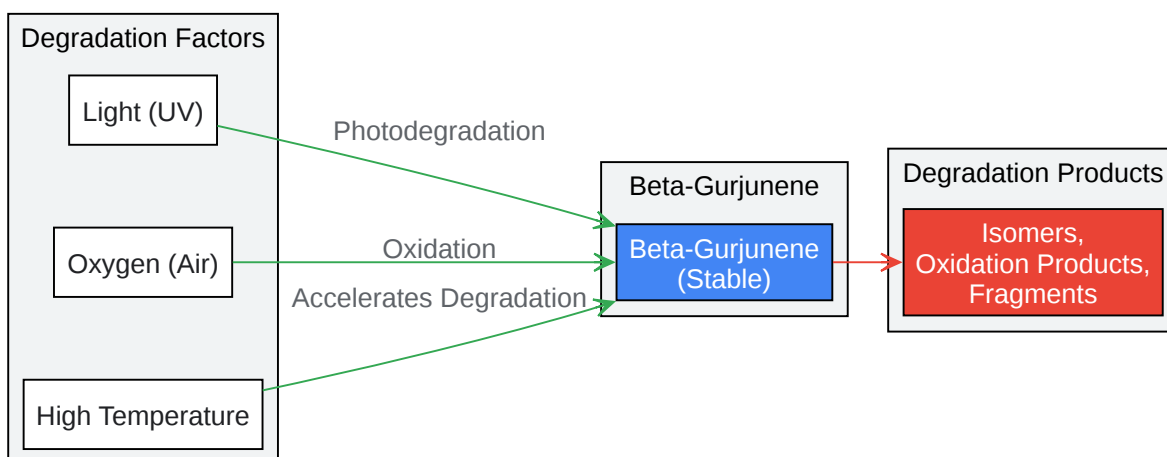 Degradation Factors
Light (UV)
Photodegradation
Oxygen (Air)
Oxidation
Accelerates Degradation
High Temperature
Beta-Gurjunene
Beta-Gurjunene
(Stable)
Degradation Products
Isomers,
Oxidation Products,
Fragments